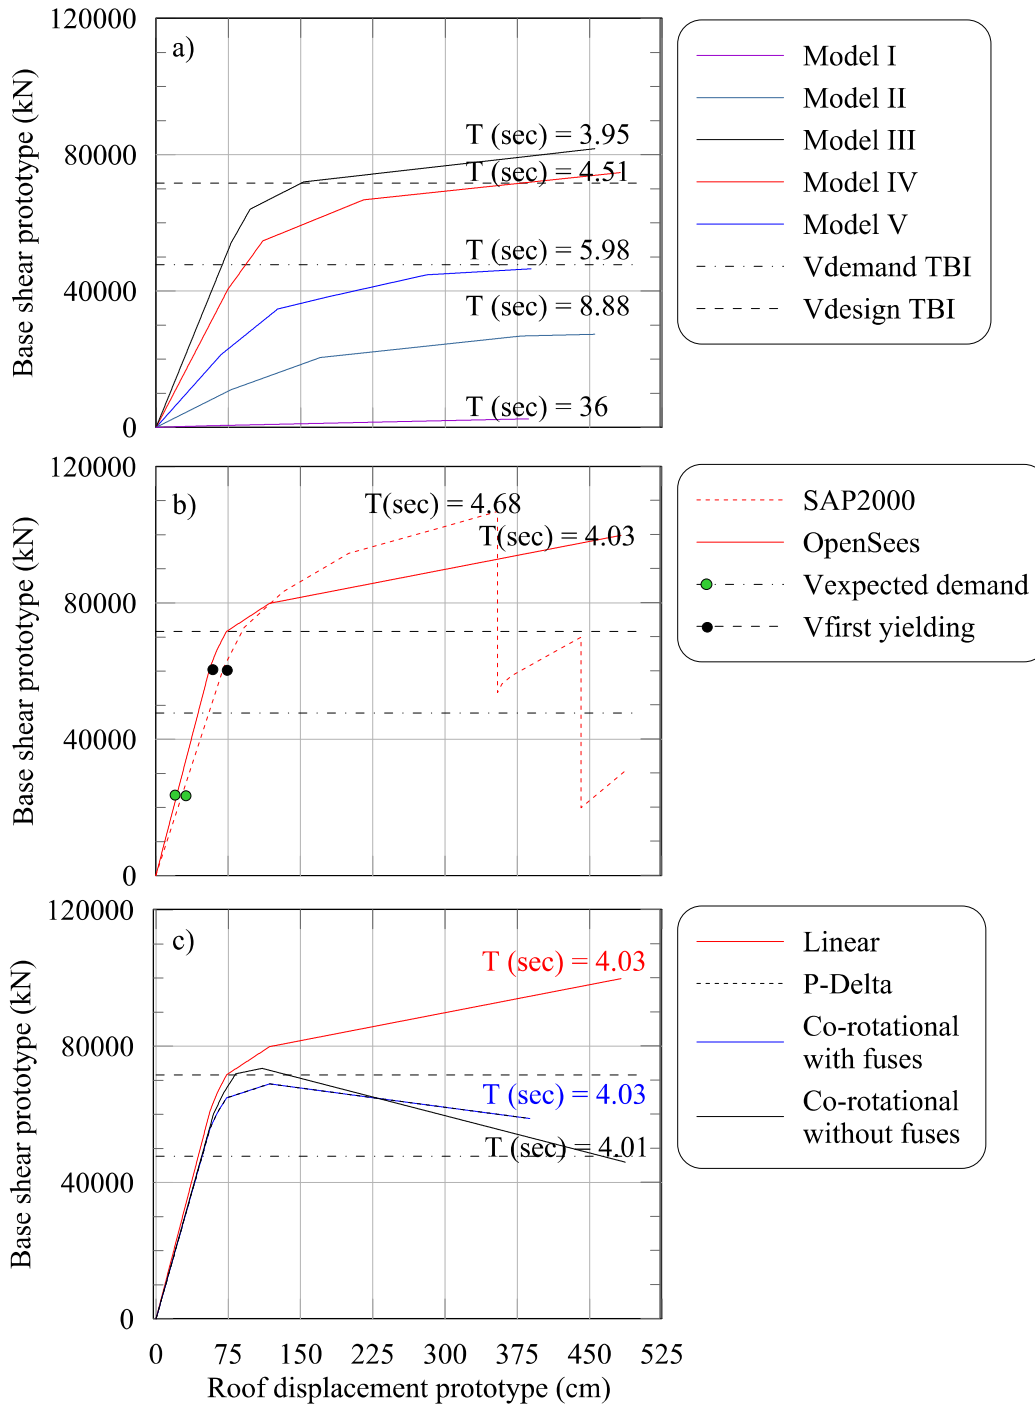 120000
a)
80000
40000
0
Base shear prototype (kN)
T (sec) = 3.95
T (sec) = 4.51
T (sec) = 5.98
T (sec) = 8.88
T (sec) = 36
Model I
Model II
Model III
Model IV
Model V
Vdemand TBI
Vdesign TBI
120000
b)
80000
40000
0
Base shear prototype (kN)
T(sec) = 4.68
T(sec) = 4.03
SAP2000
OpenSees
Vexpected demand
Vfirst yielding
120000
c)
80000
40000
0
Base shear prototype (kN)
T (sec) = 4.03
T (sec) = 4.03
T (sec) = 4.01
Linear
P-Delta
Co-rotational
with fuses
Co-rotational
without fuses
0 75 150 225 300 375 450 525
Roof displacement prototype (cm)